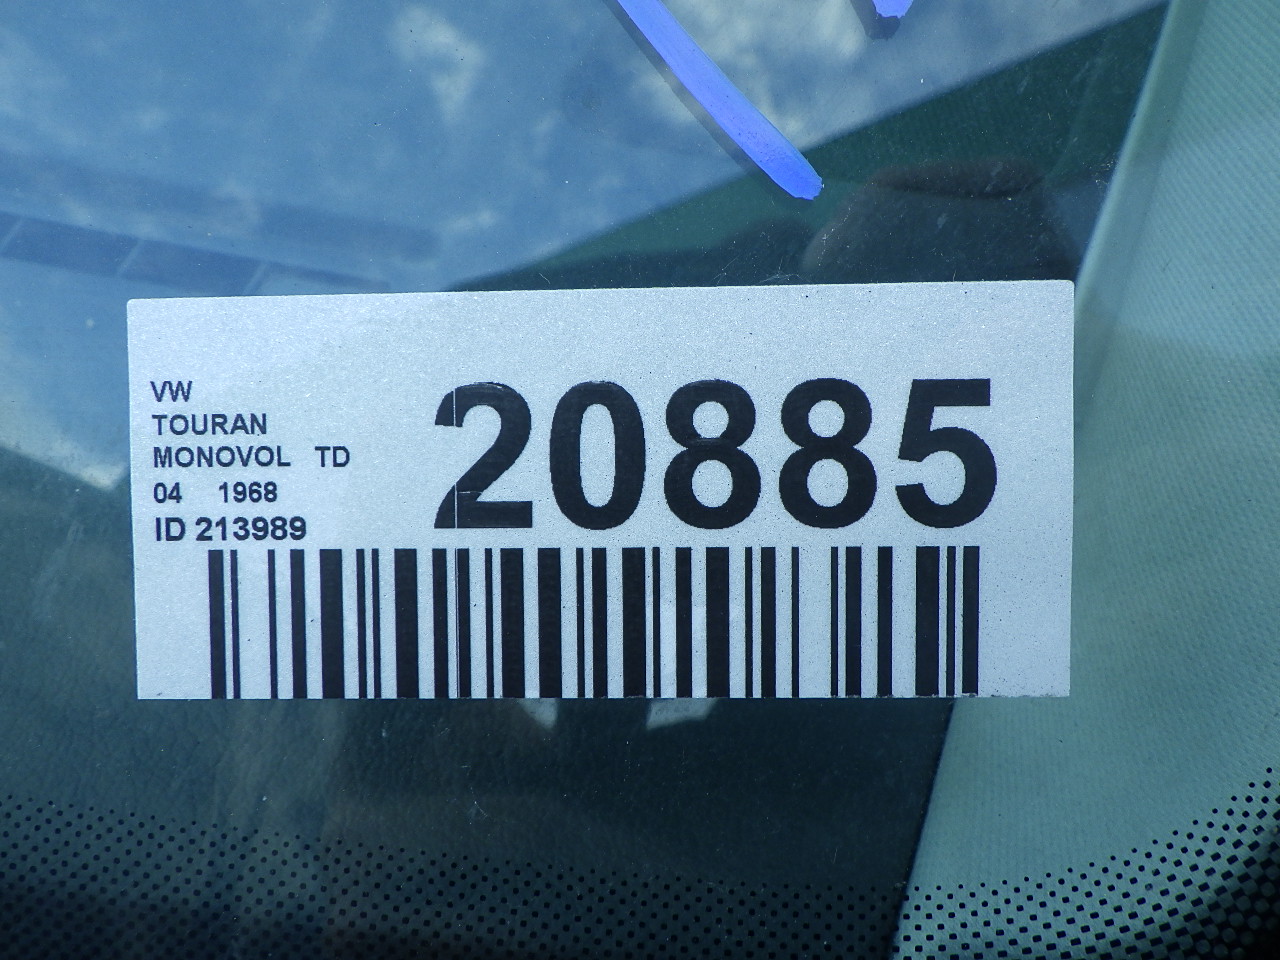 VW
TOURAN
MONOVOL TD
04 1968
ID 213989
20885